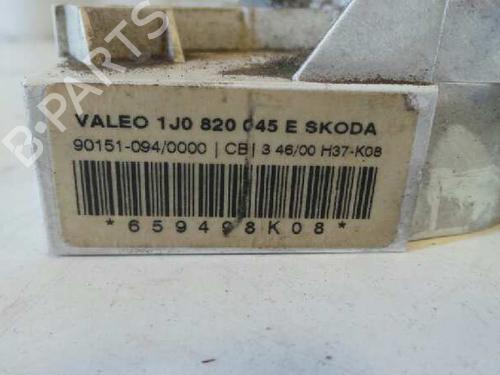 B-PARTS
VALEO 1J0 820 045 E SKODA
90151-094/0000 | CB | 3 46/00 H37-K08
*659498K08*